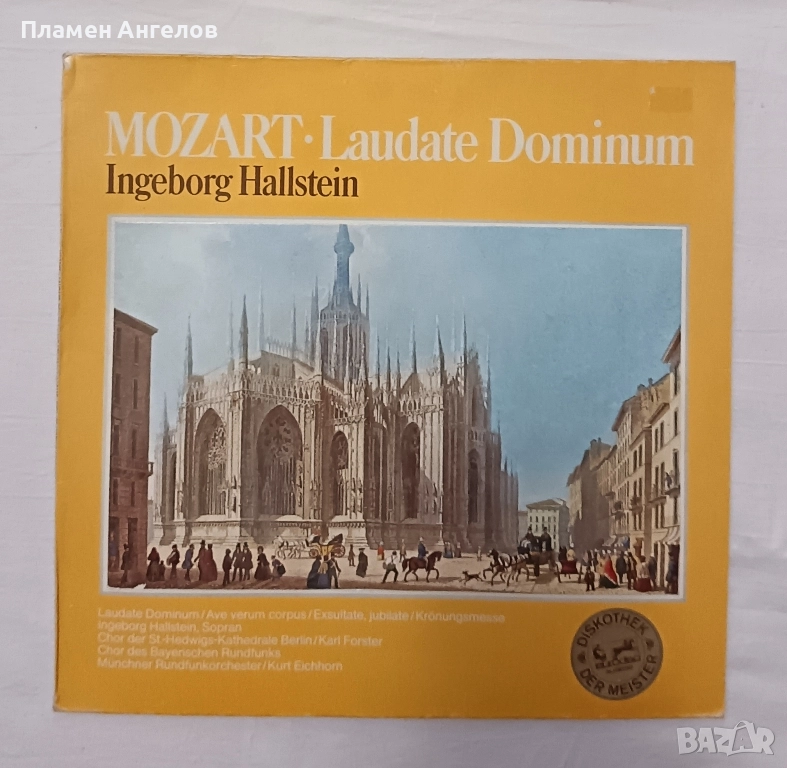 Пламен Ангелов
MOZART · Laudate Dominum
Ingeborg Hallstein
Laudate Dominum/Ave verum corpus/Exsultate, jubilate/Krönungsmesse
Ingeborg Hallstein, Sopran
Chor der St.-Hedwigs-Kathedrale Berlin/Karl Forster
Chor des Bayerischen Rundfunks
Münchner Rundfunkorchester/Kurt Eichhorn
DISKOTHEK
DER MEISTER
BAZAR